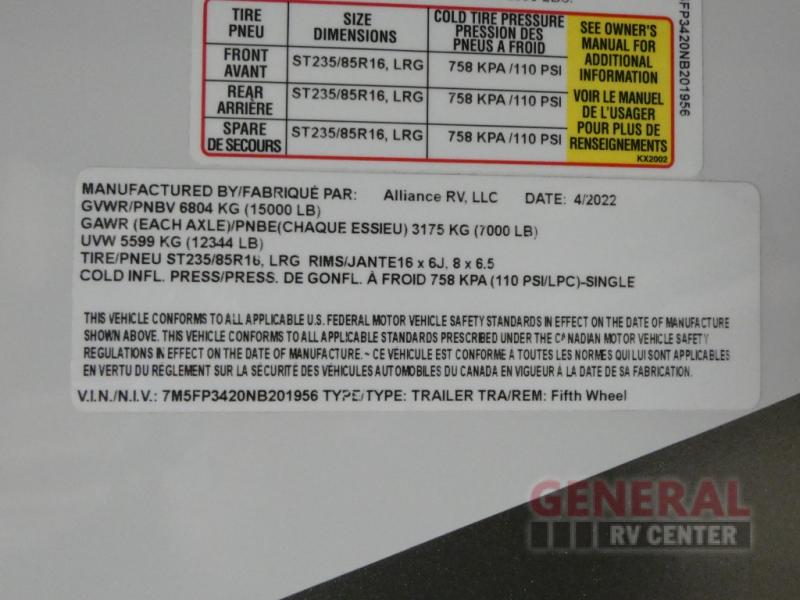 LBS.
TIRE PNEU SIZE DIMENSIONS COLD TIRE PRESSURE PRESSION DES PNEUS A FROID
FRONT AVANT ST235/85R16, LRG 758 KPA /110 PSI
REAR ARRIÈRE ST235/85R16, LRG 758 KPA /110 PSI
SPARE DE SECOURS ST235/85R16, LRG 758 KPA /110 PSI
SEE OWNER'S
MANUAL FOR
ADDITIONAL
INFORMATION
VOIR LE MANUEL
DE L'USAGER
POUR PLUS DE
RENSEIGNEMENTS
KX2002
FP3420NB201956
MANUFACTURED BY/FABRIQUÉ PAR: Alliance RV, LLC DATE: 4/2022
GVWR/PNBV 6804 KG (15000 LB)
GAWR (EACH AXLE)/PNBE(CHAQUE ESSIEU) 3175 KG (7000 LB)
UVW 5599 KG (12344 LB)
TIRE/PNEU ST235/85R16, LRG RIMS/JANTE16 x 6J, 8 x 6.5
COLD INFL. PRESS/PRESS. DE GONFL. À FROID 758 KPA (110 PSI/LPC)-SINGLE
THIS VEHICLE CONFORMS TO ALL APPLICABLE U.S. FEDERAL MOTOR VEHICLE SAFETY STANDARDS IN EFFECT ON THE DATE OF MANUFACTURE
SHOWN ABOVE. THIS VEHICLE CONFORMS TO ALL APPLICABLE STANDARDS PRESCRIBED UNDER THE CANADIAN MOTOR VEHICLE SAFETY
REGULATIONS IN EFFECT ON THE DATE OF MANUFACTURE. ~ CE VÉHICULE EST CONFORME A TOUTES LES NORMES QUI LUI SONT APPLICABLES
EN VERTU DU RÈGLEMENT SUR LA SÉCURITÉ DES VÉHICULES AUTOMOBILES DU CANADA EN VIGUEUR À LA DATE DE SA FABRICATION.
V.I.N./N.I.V.: 7M5FP3420NB201956 TYPE/TYPE: TRAILER TRA/REM: Fifth Wheel
GENERAL
RV CENTER